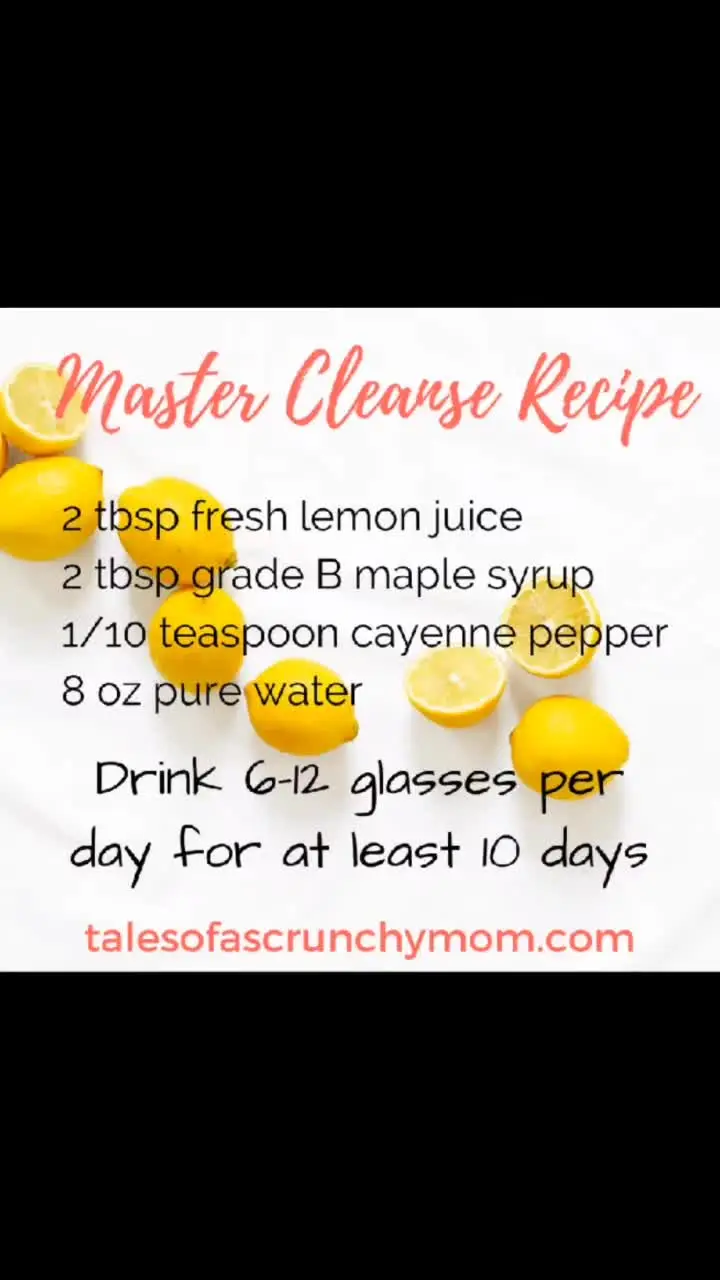 Master Cleanse Recipe
2 tbsp fresh lemon juice
2 tbsp grade B maple syrup
1/10 teaspoon cayenne pepper
8 oz pure water
Drink 6-12 glasses per
day for at least 10 days
talesofascrunchymom.com